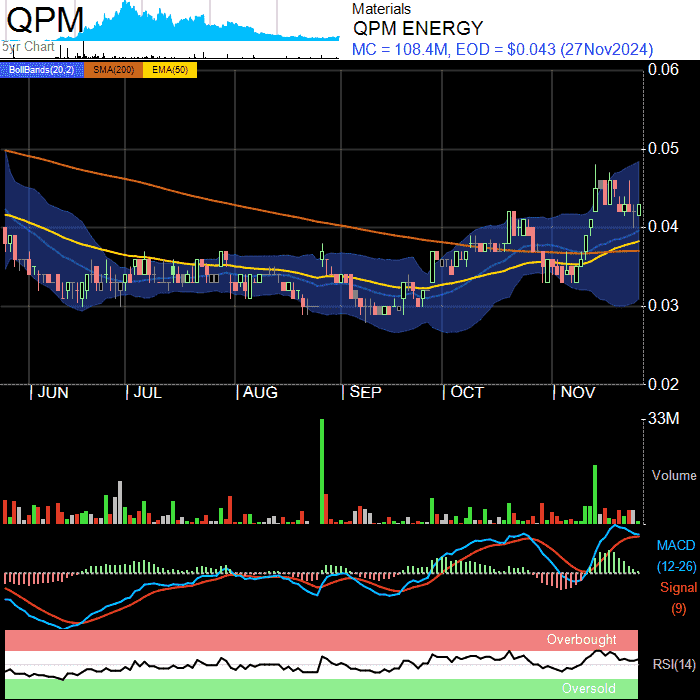 QPM
5yr Chart
Materials
QPM ENERGY
MC = 108.4M, EOD = $0.043 (27Nov2024)
BollBands(20,2) SMA(200) EMA(50)
0.06
0.05
0.04
0.03
0.02
JUN JUL AUG SEP OCT NOV
33M
Volume
MACD
(12-26)
Signal
(9)
Overbought
RSI(14)
Oversold